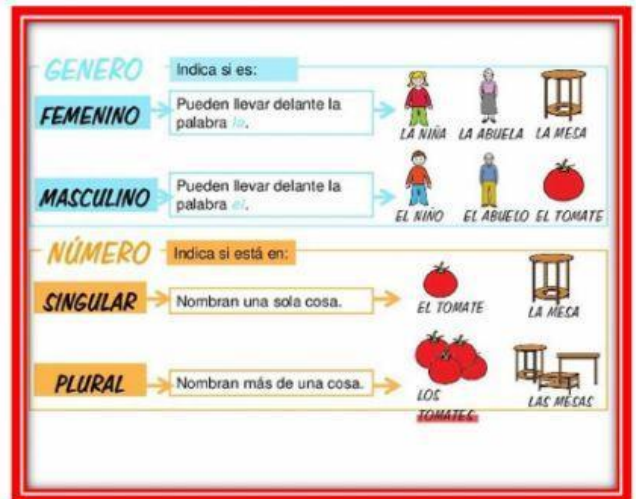 GENERO
Indica si es:
FEMENINO
Pueden llevar delante la
palabra la.
LA NIÑA
LA ABUELA
LA MESA
MASCULINO
Pueden llevar delante la
palabra el.
EL NIÑO
EL ABUELO
EL TOMATE
NÚMERO
Indica si está en:
SINGULAR
Nombran una sola cosa.
EL TOMATE
LA MESA
PLURAL
Nombran más de una cosa.
LOS
TOMATES
LAS MESAS